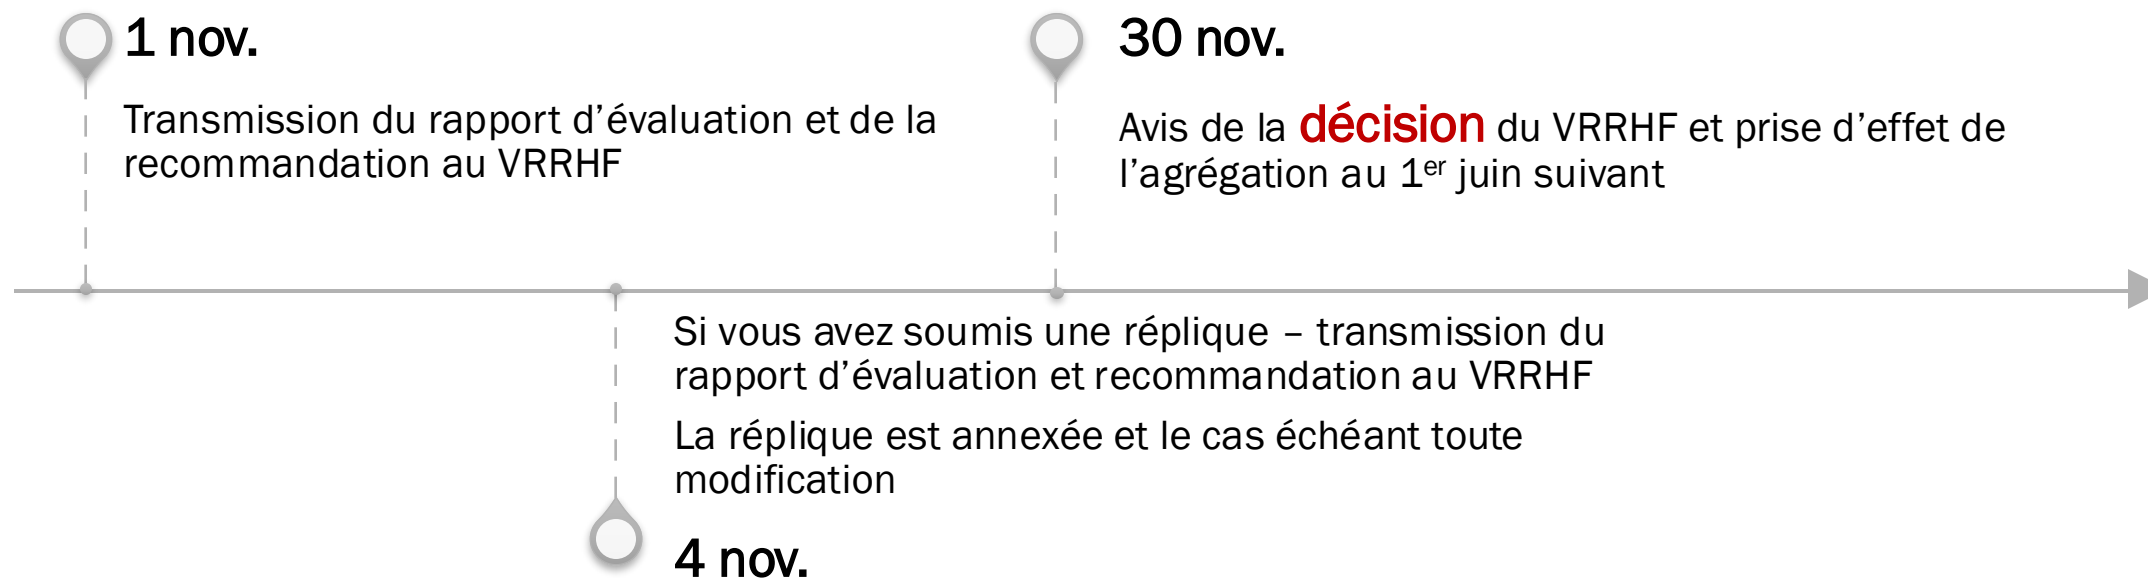 1 nov.
Transmission du rapport d’évaluation et de la
recommandation au VRRHF
30 nov.
Avis de la décision du VRRHF et prise d’effet de
l’agrégation au 1er juin suivant
Si vous avez soumis une réplique – transmission du
rapport d’évaluation et recommandation au VRRHF
La réplique est annexée et le cas échéant toute
modification
4 nov.